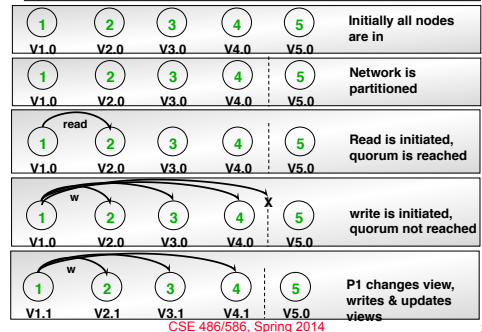 1 2 3 4 5
V1.0 V2.0 V3.0 V4.0 V5.0
Initially all nodes
are in
1 2 3 4 5
V1.0 V2.0 V3.0 V4.0 V5.0
Network is
partitioned
read
1 2 3 4 5
V1.0 V2.0 V3.0 V4.0 V5.0
Read is initiated,
quorum is reached
w
X
1 2 3 4 5
V1.0 V2.0 V3.0 V4.0 V5.0
write is initiated,
quorum not reached
w
1 2 3 4 5
V1.1 V2.1 V3.1 V4.1 V5.0
P1 changes view,
writes & updates
views
CSE 486/586, Spring 2014